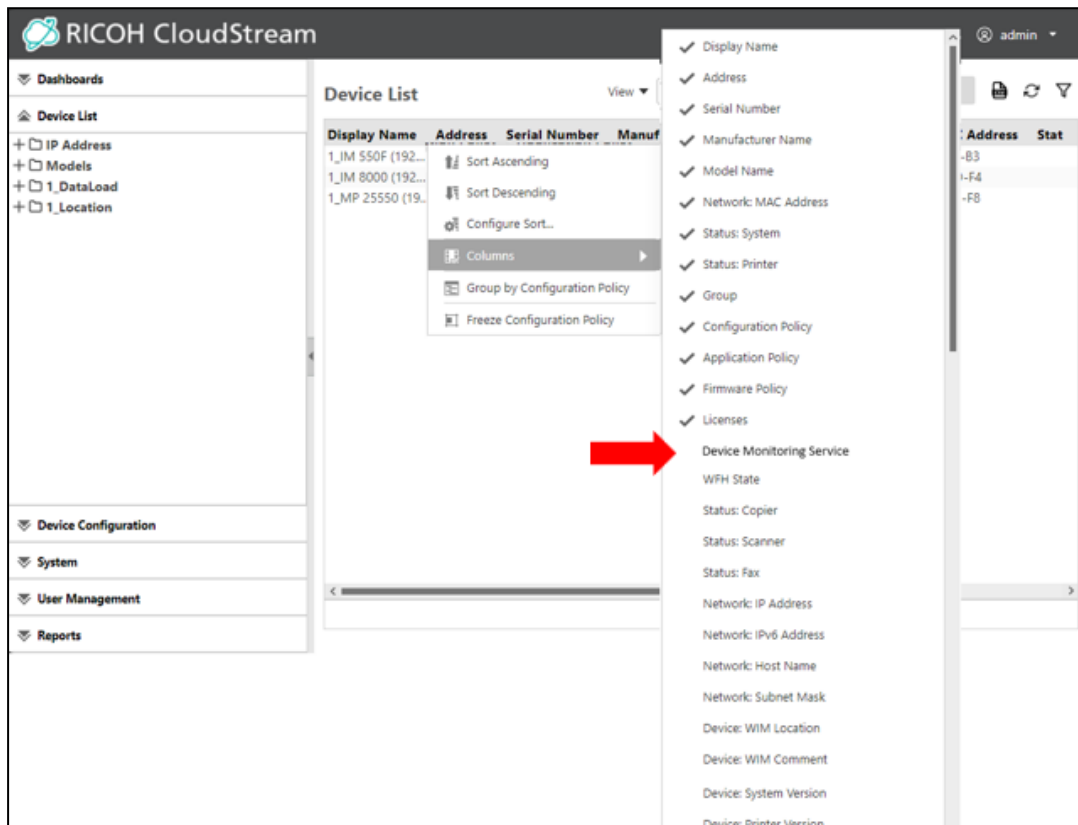 RICOH CloudStream
admin
Dashboards
Device List
IP Address
Models
1_DataLoad
1_Location
Device Configuration
System
User Management
Reports
Device List
View
Display Name Address Serial Number Manuf
Address Stat
1_IM 550F (192...
-B3
1_IM 8000 (192...
-F4
1_MP 25550 (19...
-F8
Sort Ascending
Sort Descending
Configure Sort...
Columns
Group by Configuration Policy
Freeze Configuration Policy
Display Name
Address
Serial Number
Manufacturer Name
Model Name
Network: MAC Address
Status: System
Status: Printer
Group
Configuration Policy
Application Policy
Firmware Policy
Licenses
Device Monitoring Service
WFH State
Status: Copier
Status: Scanner
Status: Fax
Network: IP Address
Network: IPv6 Address
Network: Host Name
Network: Subnet Mask
Device: WIM Location
Device: WIM Comment
Device: System Version
Device: Printer Version